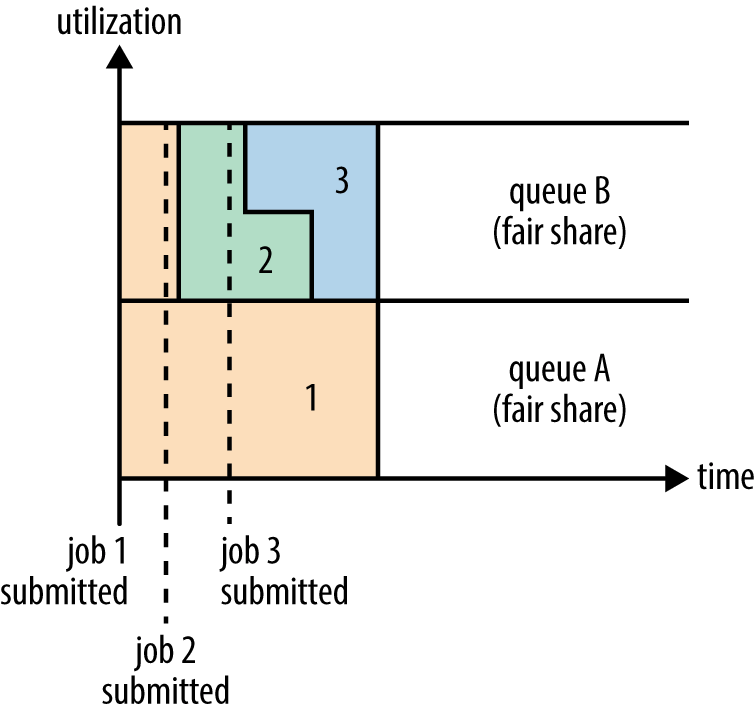 utilization
3
queue B
(fair share)
2
queue A
(fair share)
1
time
job 1
submitted
job 3
submitted
job 2
submitted